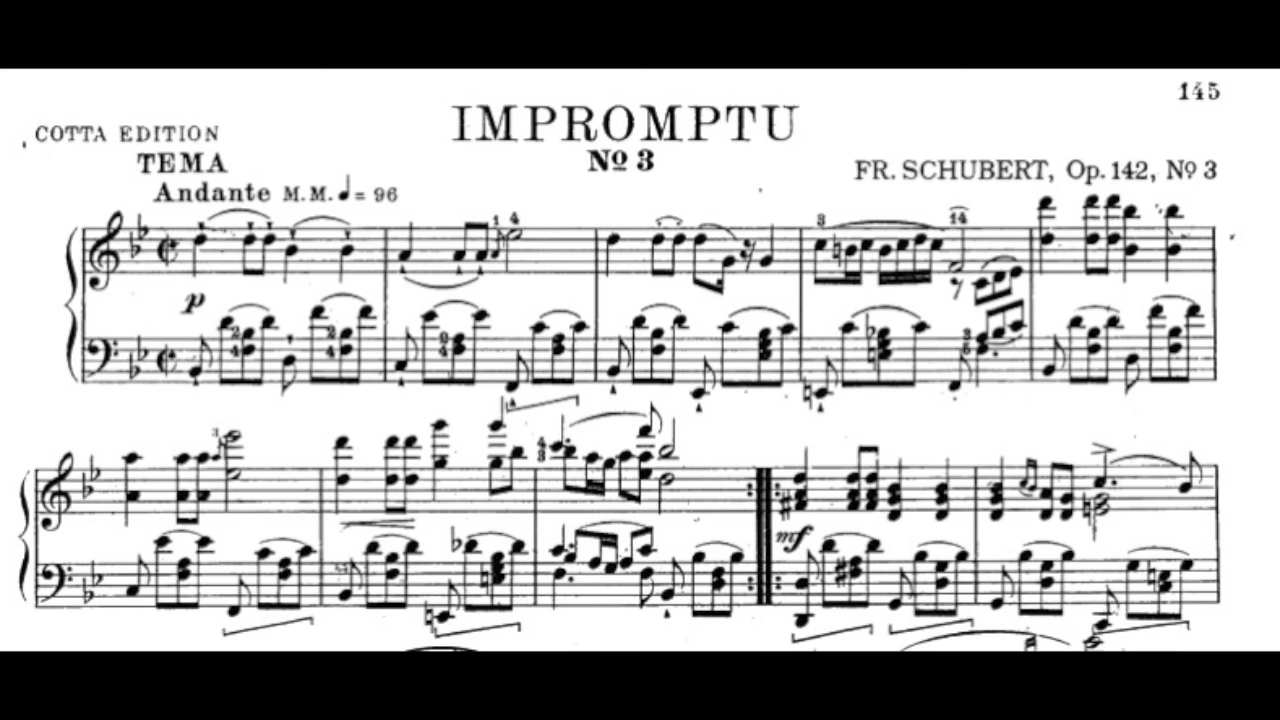 145
IMPROMPTU
COTTA EDITION
TEMA
Nº 3
FR. SCHUBERT, Op. 142, Nº 3
Andante M. M. ♩= 96
p
mf